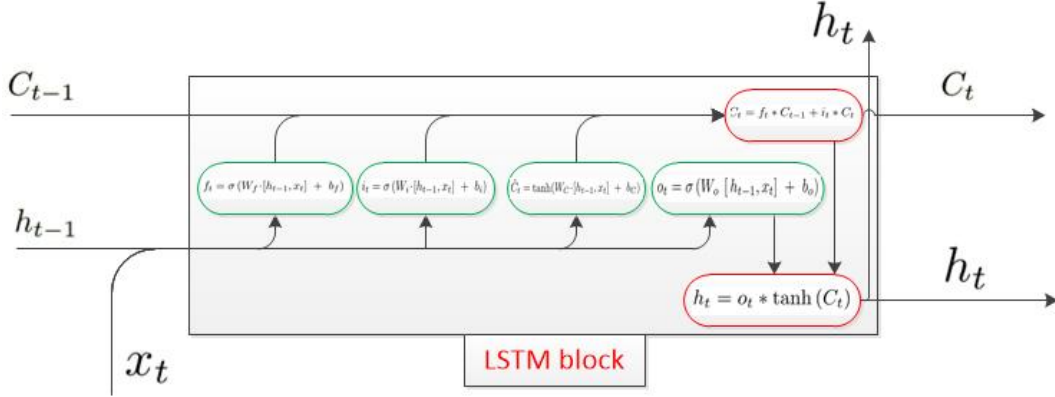 h_t
C_{t-1}
C_t
C_t = f_t * C_{t-1} + i_t * C_t
f_t = σ(W_f·[h_{t-1}, x_t] + b_f)
i_t = σ(W_i·[h_{t-1}, x_t] + b_i)
C̃_t = tanh(W_C·[h_{t-1}, x_t] + b_C)
o_t = σ(W_o [h_{t-1}, x_t] + b_o)
h_{t-1}
h_t = o_t * tanh(C_t)
h_t
x_t
LSTM block